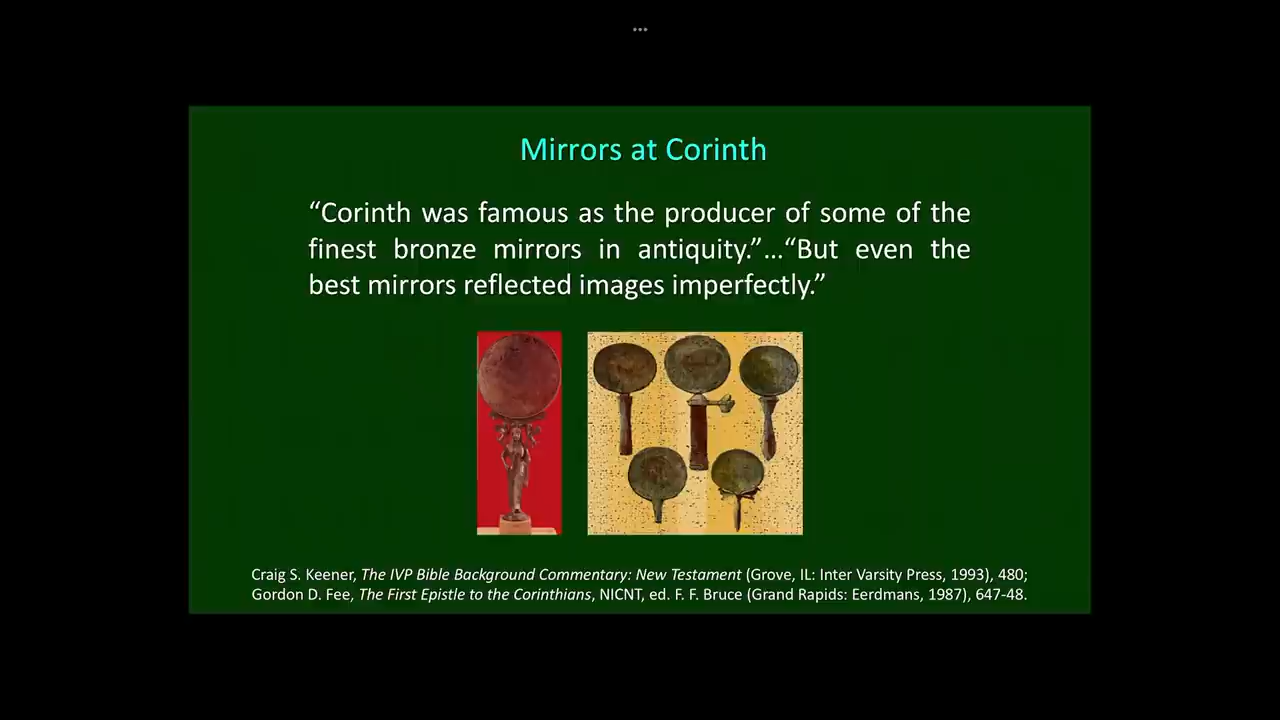 Mirrors at Corinth
“Corinth was famous as the producer of some of the
finest bronze mirrors in antiquity.”…“But even the
best mirrors reflected images imperfectly.”
Craig S. Keener, The IVP Bible Background Commentary: New Testament (Grove, IL: Inter Varsity Press, 1993), 480;
Gordon D. Fee, The First Epistle to the Corinthians, NICNT, ed. F. F. Bruce (Grand Rapids: Eerdmans, 1987), 647-48.